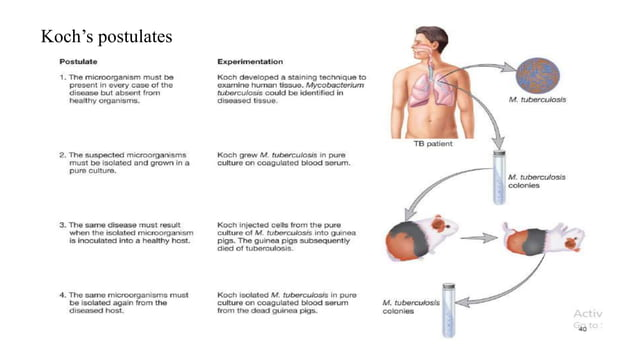 Koch's postulates
Postulate
Experimentation
1. The microorganism must be
present in every case of the
disease but absent from
healthy organisms.
Koch developed a staining technique to
examine human tissue. Mycobacterium
tuberculosis could be identified in
diseased tissue.
M. tuberculosis
TB patient
2. The suspected microorganisms
must be isolated and grown in a
pure culture.
Koch grew M. tuberculosis in pure
culture on coagulated blood serum.
M. tuberculosis
colonies
3. The same disease must result
when the isolated microorganism
is inoculated into a healthy host.
Koch injected cells from the pure
culture of M. tuberculosis into guinea
pigs. The guinea pigs subsequently
died of tuberculosis.
4. The same microorganisms must
be isolated again from the
diseased host.
Koch isolated M. tuberculosis in pure
culture on coagulated blood serum
from the dead guinea pigs.
M. tuberculosis
colonies
Activ
Go to
40